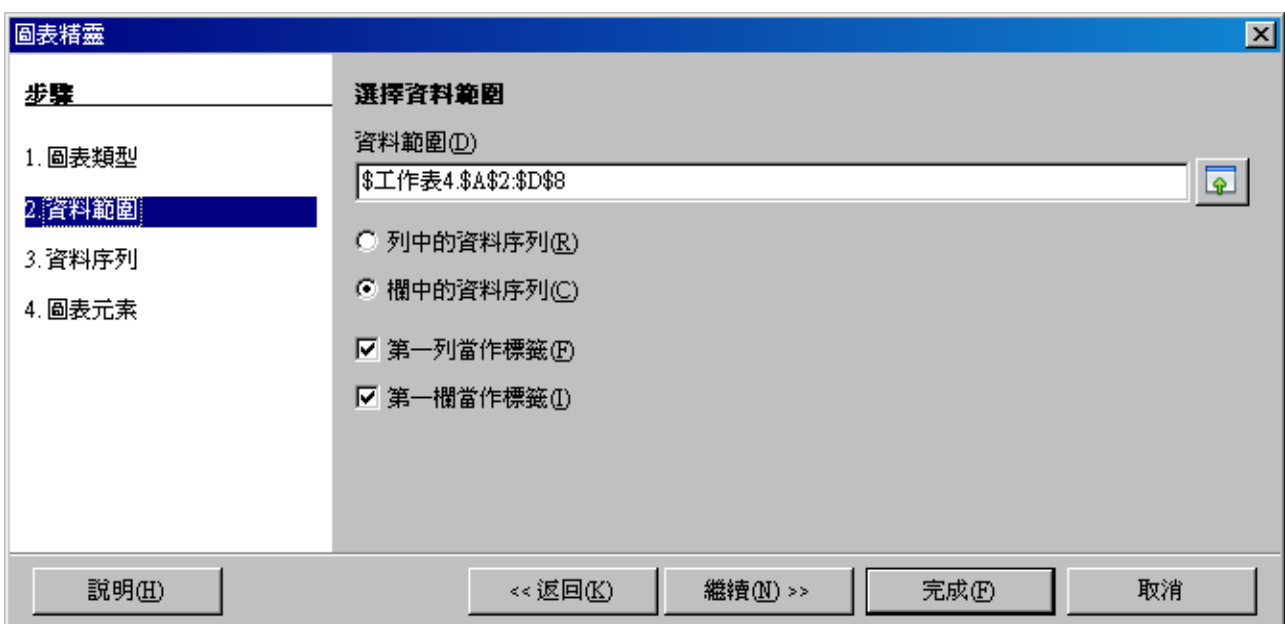 圖表精靈
步驟
1. 圖表類型
2. 資料範圍
3. 資料序列
4. 圖表元素
選擇資料範圍
資料範圍(D)
$工作表4.$A$2:$D$8
列中的資料序列(R)
欄中的資料序列(C)
第一列當作標籤(F)
第一欄當作標籤(I)
說明(H)
<< 返回(K)
繼續(N) >>
完成(F)
取消